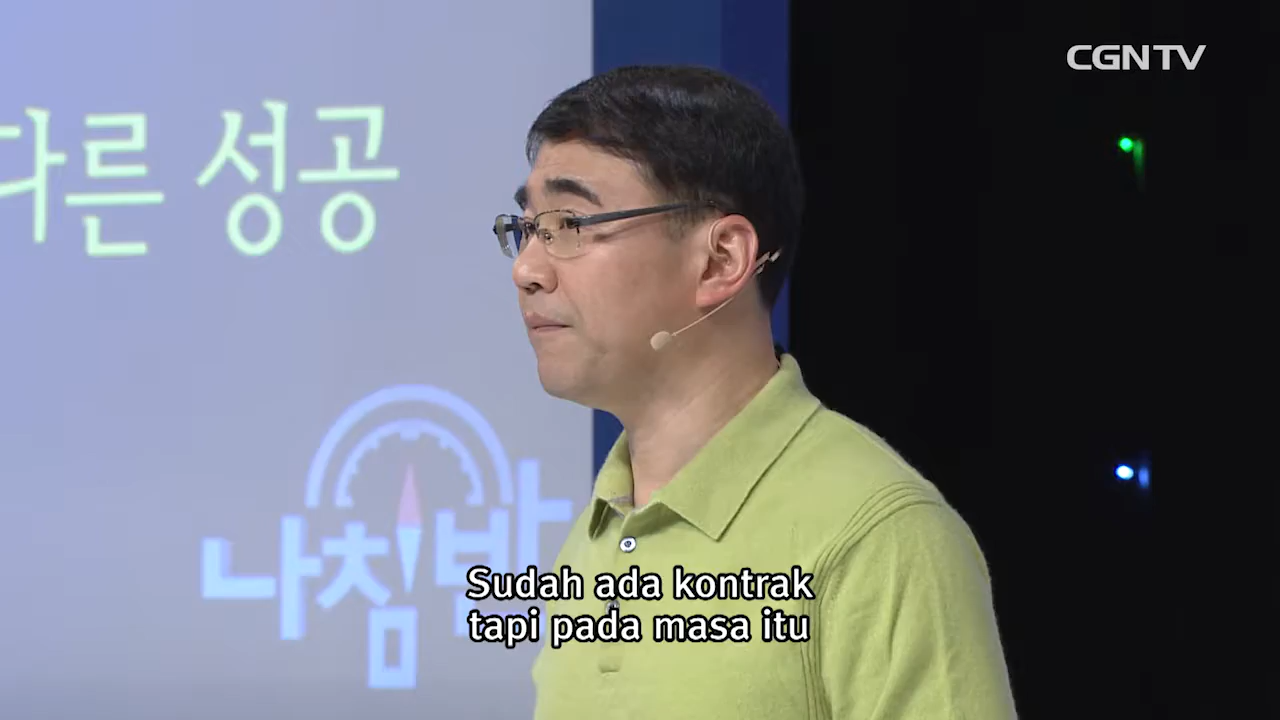 CGNTV
다른 성공
나침반
Sudah ada kontrak
tapi pada masa itu